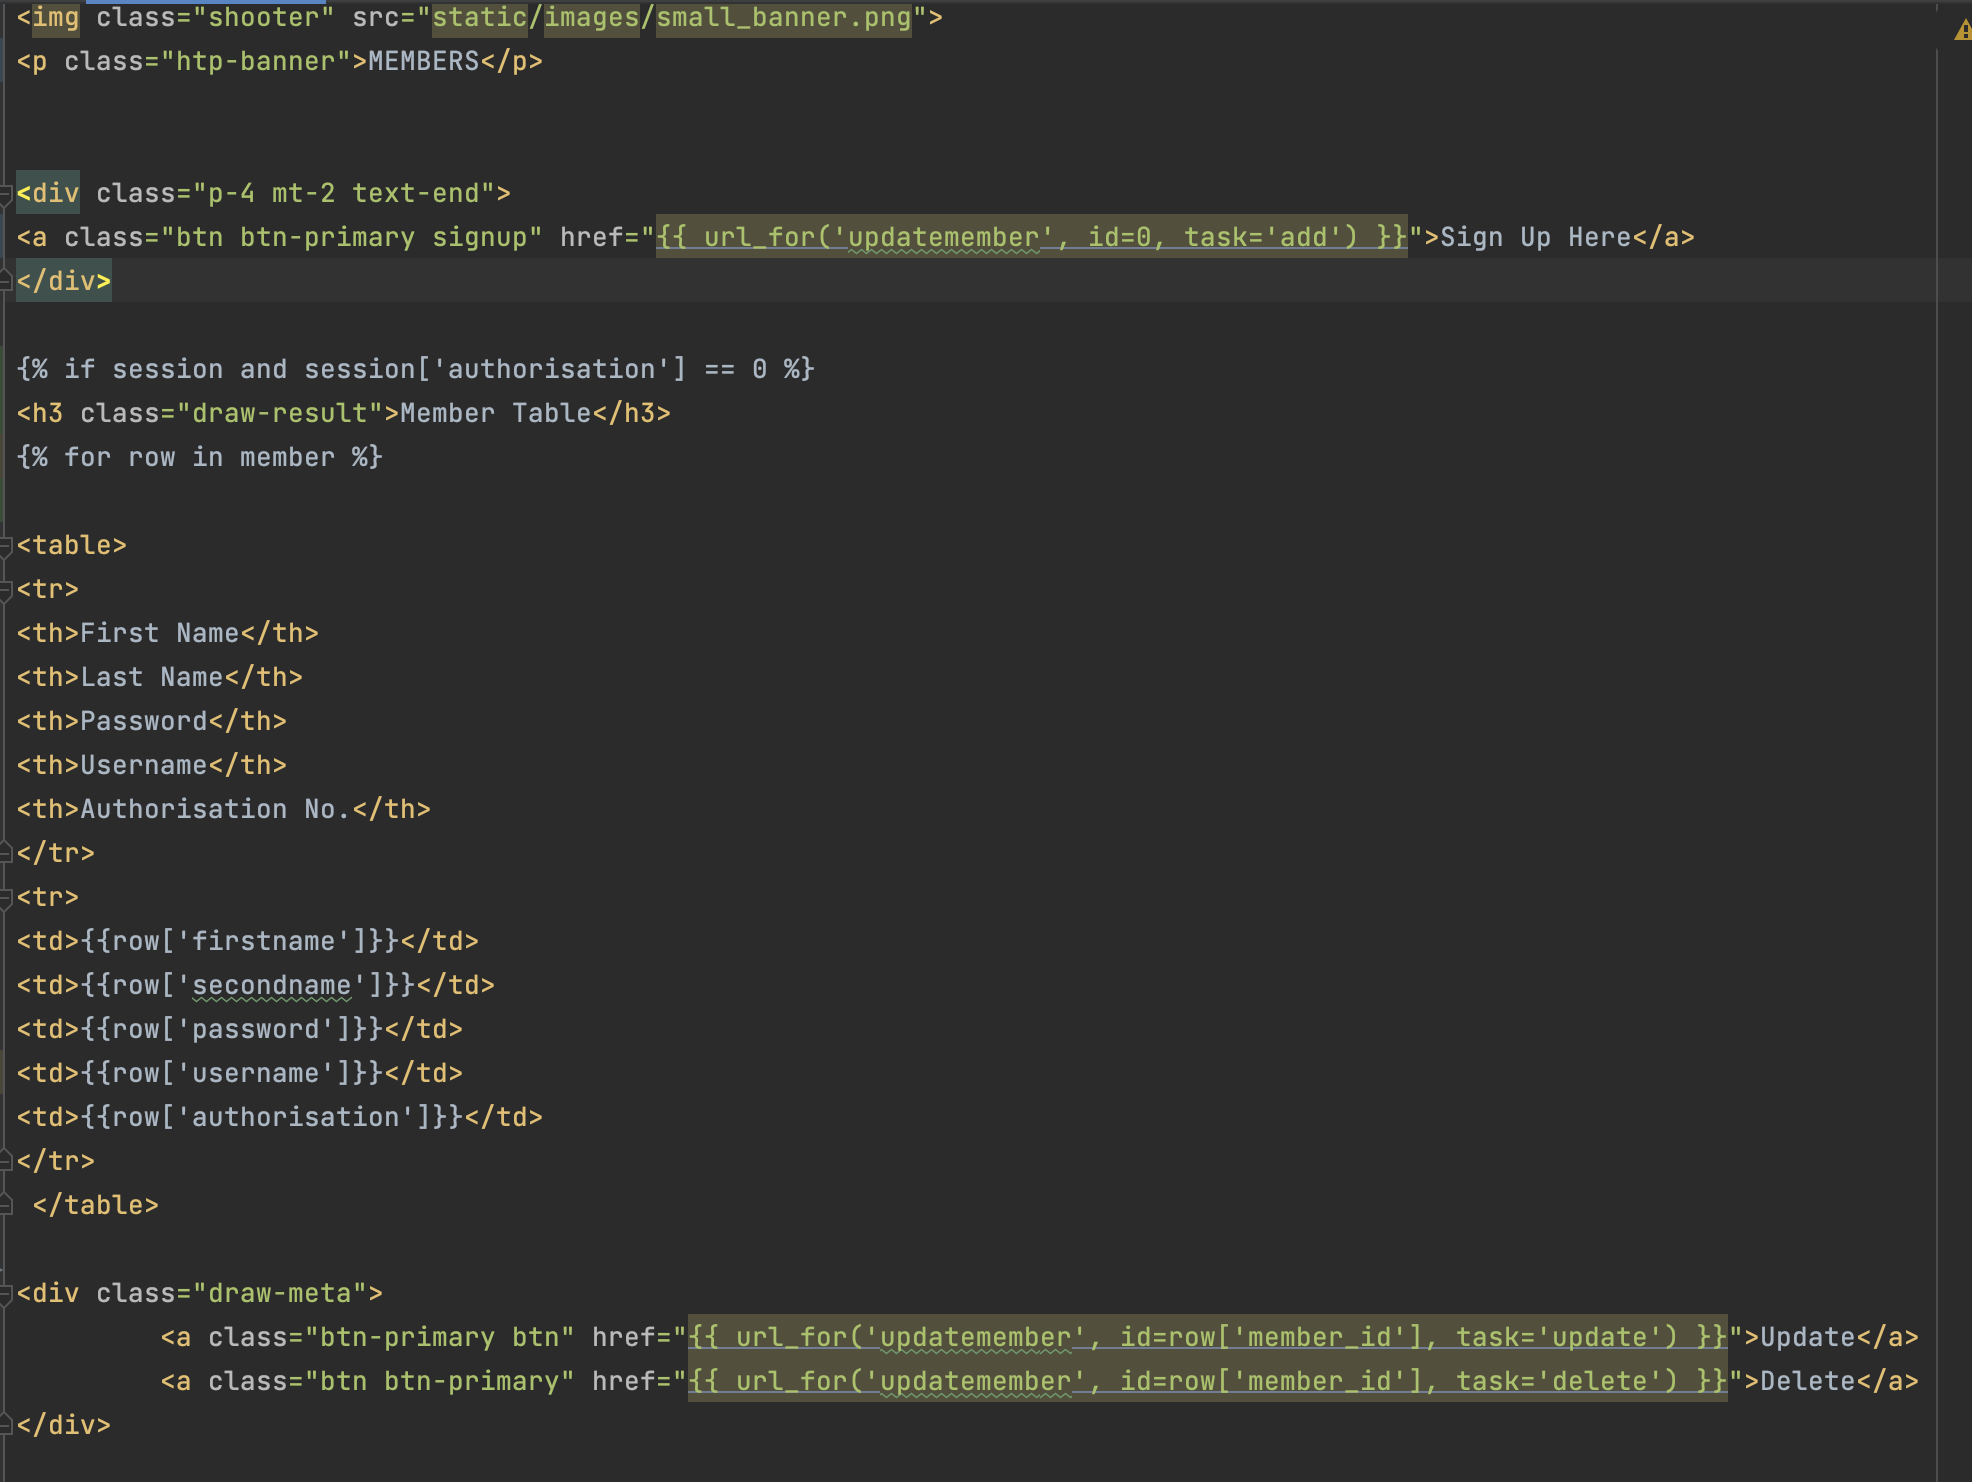 <img class="shooter" src="static/images/small_banner.png">
<p class="htp-banner">MEMBERS</p>
<div class="p-4 mt-2 text-end">
<a class="btn btn-primary signup" href="{{ url_for('updatemember', id=0, task='add') }}">Sign Up Here</a>
</div>
{% if session and session['authorisation'] == 0 %}
<h3 class="draw-result">Member Table</h3>
{% for row in member %}
<table>
<tr>
<th>First Name</th>
<th>Last Name</th>
<th>Password</th>
<th>Username</th>
<th>Authorisation No.</th>
</tr>
<tr>
<td>{{row['firstname']}}</td>
<td>{{row['secondname']}}</td>
<td>{{row['password']}}</td>
<td>{{row['username']}}</td>
<td>{{row['authorisation']}}</td>
</tr>
</table>
<div class="draw-meta">
<a class="btn-primary btn" href="{{ url_for('updatemember', id=row['member_id'], task='update') }}">Update</a>
<a class="btn btn-primary" href="{{ url_for('updatemember', id=row['member_id'], task='delete') }}">Delete</a>
</div>